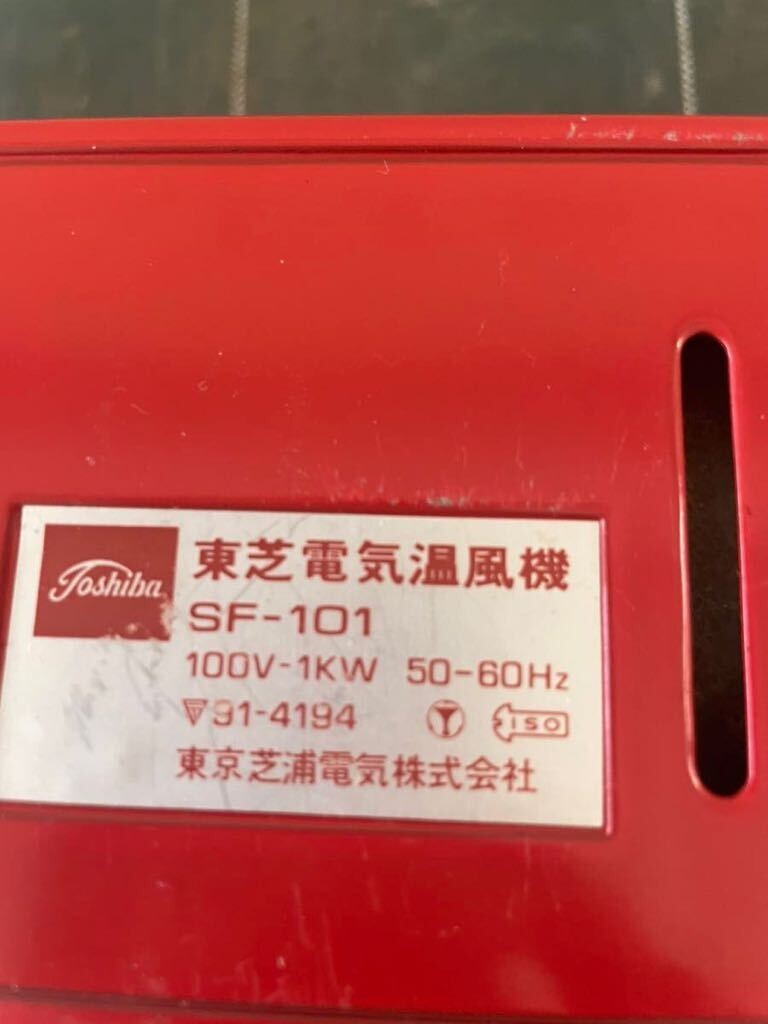 Toshiba
東芝電気温風機
SF-101
100V-1KW 50-60Hz
▽91-4194 ISO
東京芝浦電気株式会社